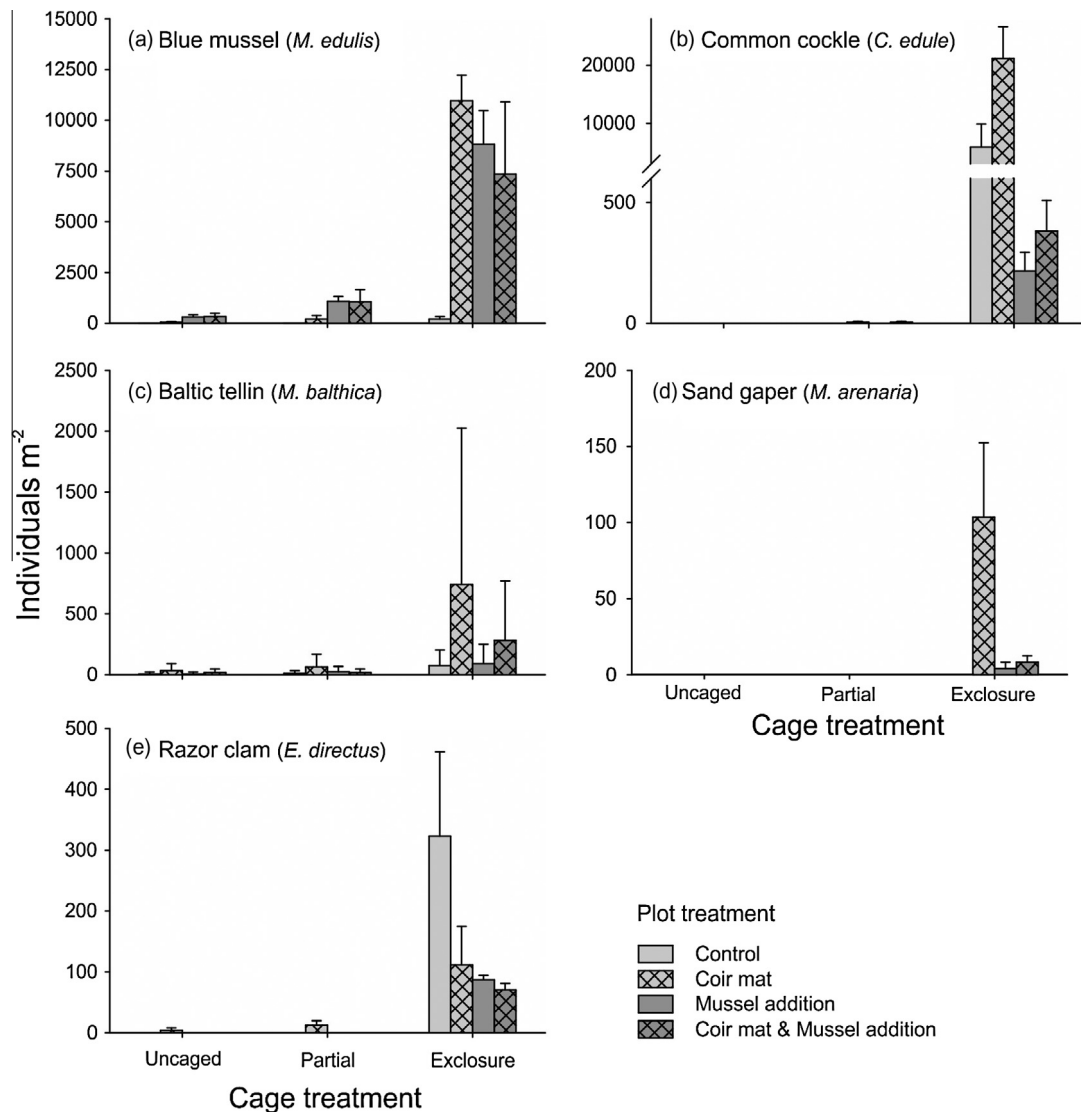 Individuals m⁻²
(a) Blue mussel (M. edulis)
15000
12500
10000
7500
5000
2500
0
(b) Common cockle (C. edule)
20000
10000
500
0
(c) Baltic tellin (M. balthica)
2500
2000
1500
1000
500
0
(d) Sand gaper (M. arenaria)
200
150
100
50
0
Uncaged Partial Exclosure
Cage treatment
(e) Razor clam (E. directus)
500
400
300
200
100
0
Uncaged Partial Exclosure
Cage treatment
Plot treatment
Control
Coir mat
Mussel addition
Coir mat & Mussel addition